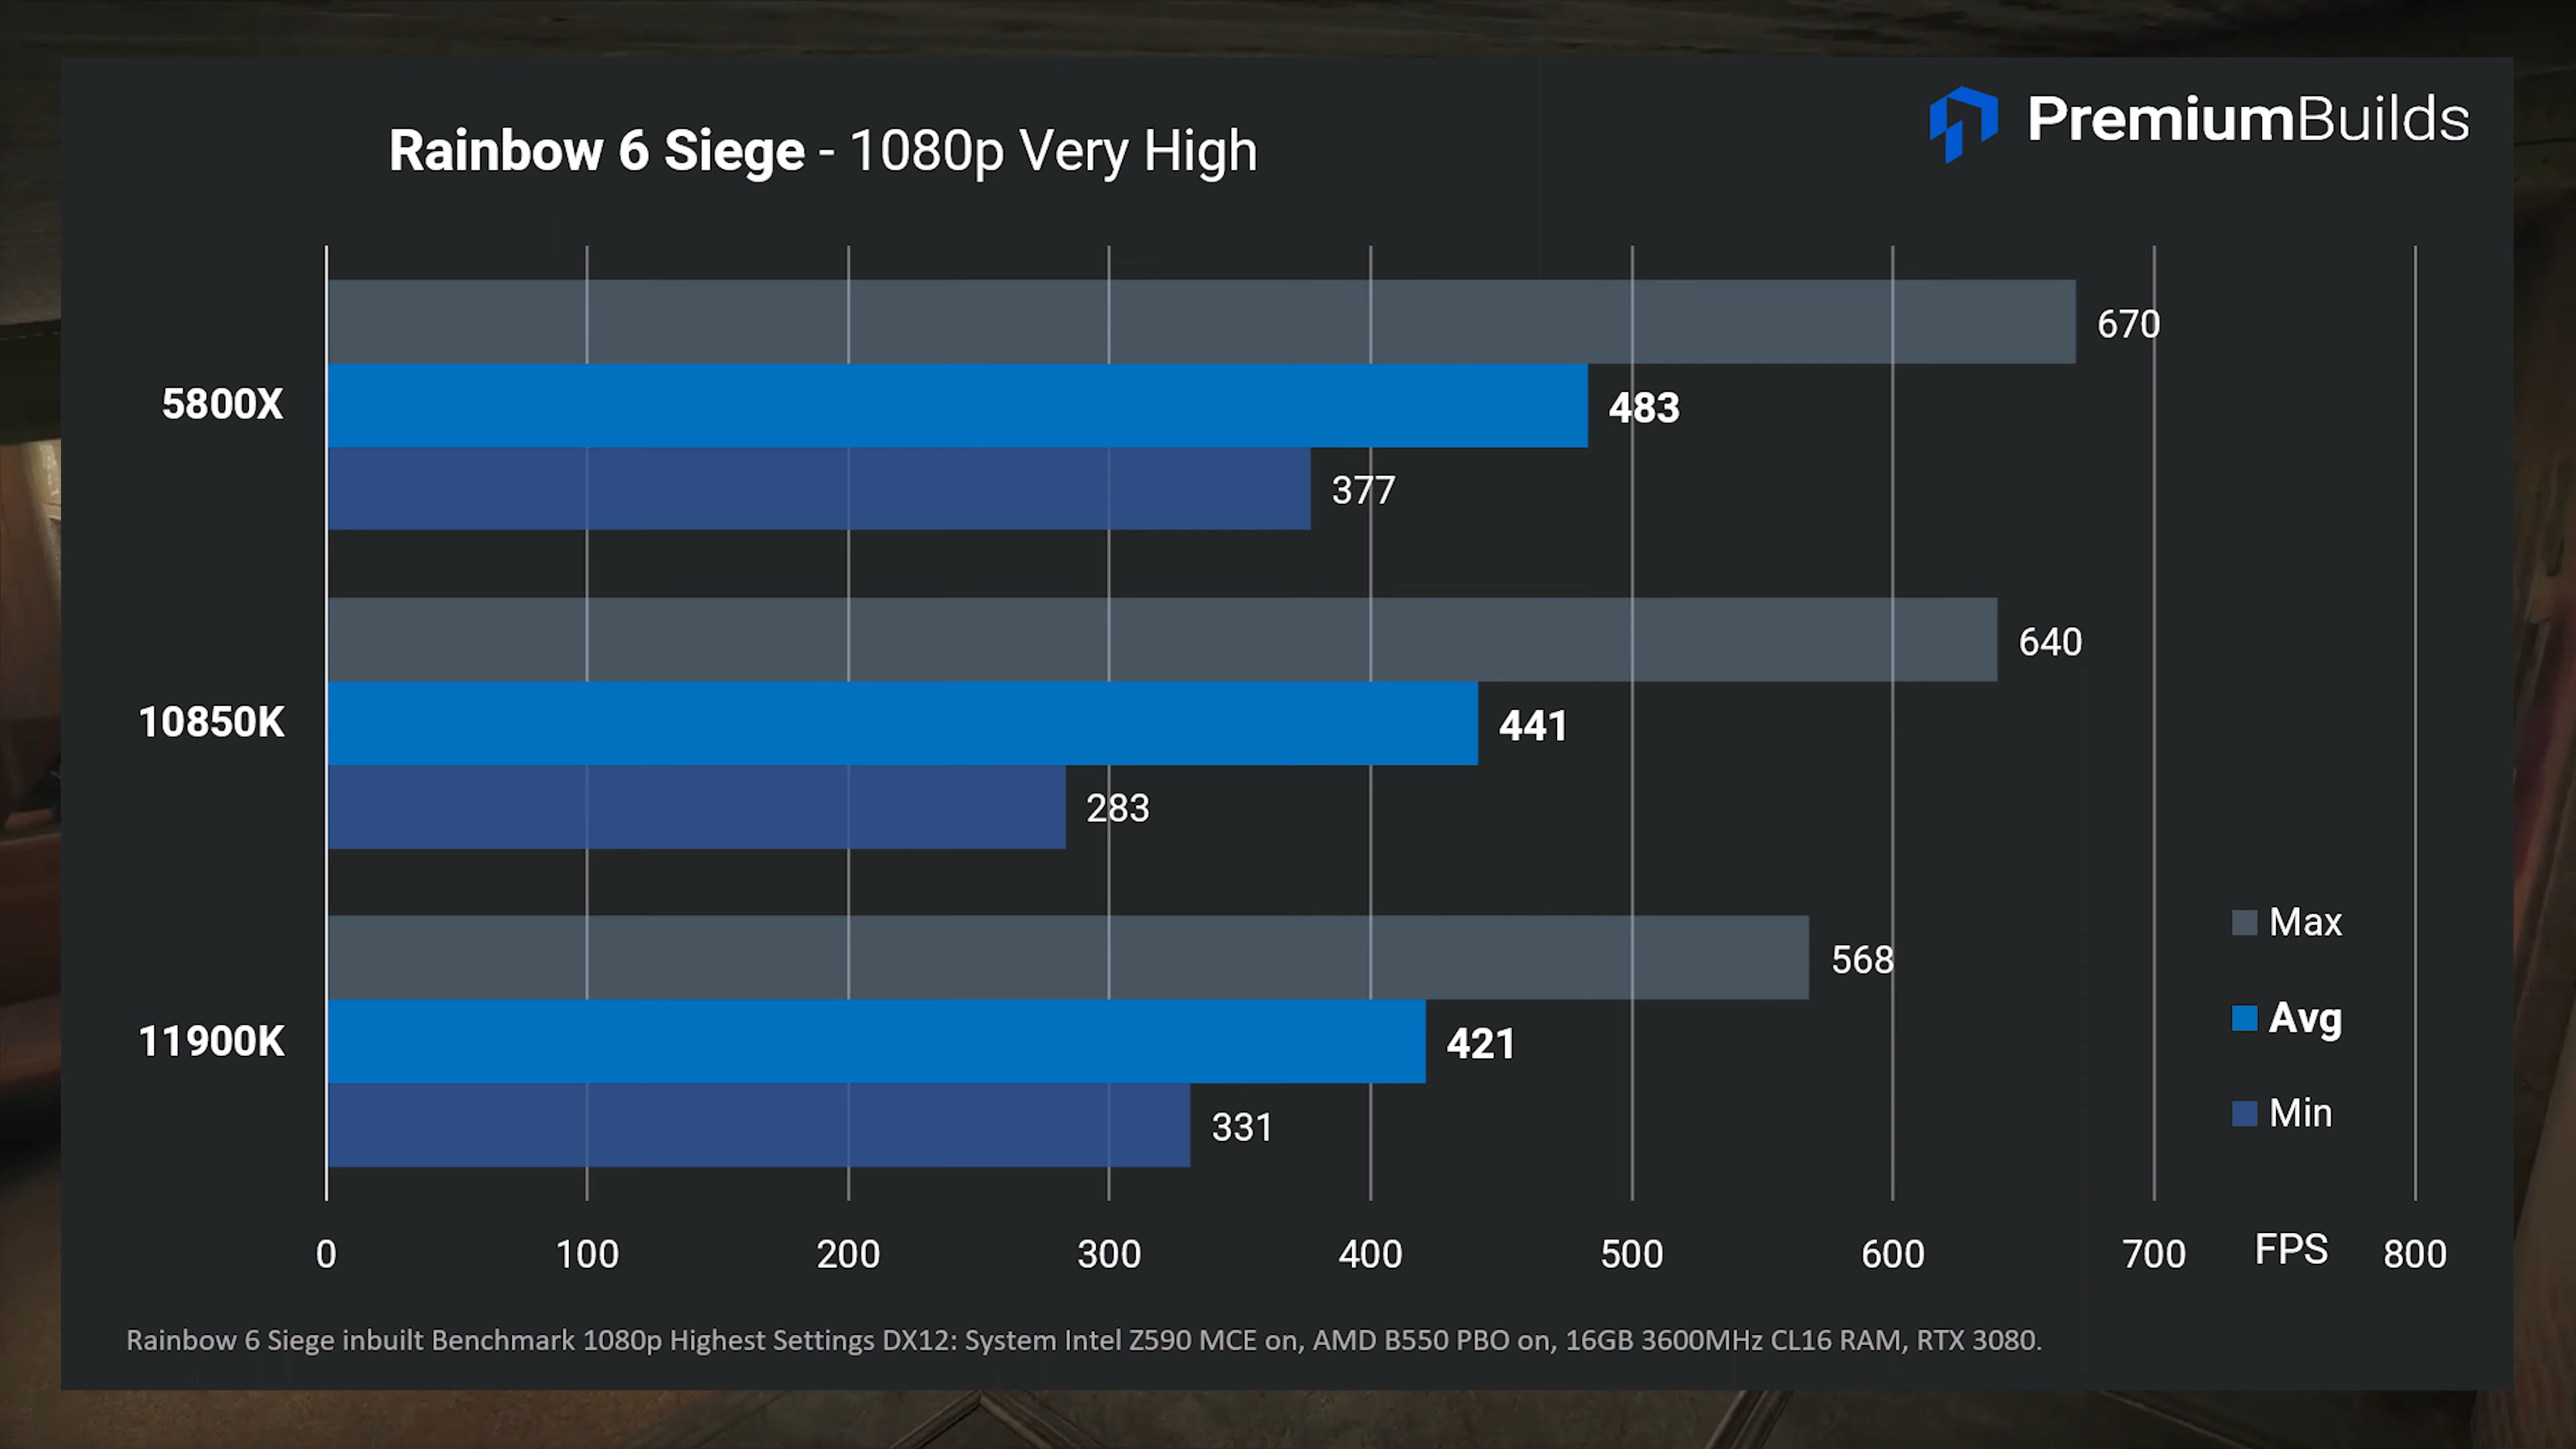 PremiumBuilds
Rainbow 6 Siege - 1080p Very High
670
5800X
483
377
640
10850K
441
283
568
11900K
421
331
Max
Avg
Min
0 100 200 300 400 500 600 700 FPS 800
Rainbow 6 Siege inbuilt Benchmark 1080p Highest Settings DX12: System Intel Z590 MCE on, AMD B550 PBO on, 16GB 3600MHz CL16 RAM, RTX 3080.